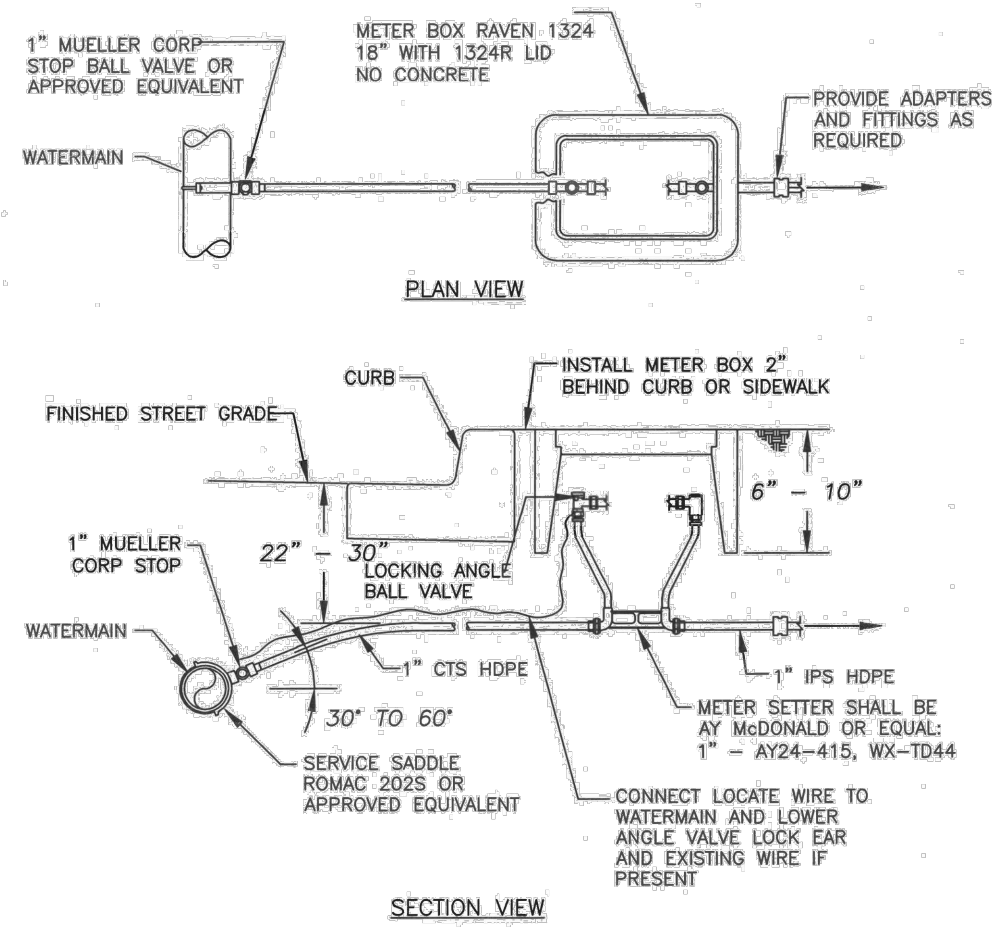 1" MUELLER CORP
STOP BALL VALVE OR
APPROVED EQUIVALENT
METER BOX RAVEN 1324
18" WITH 1324R LID
NO CONCRETE
PROVIDE ADAPTERS
AND FITTINGS AS
REQUIRED
WATERMAIN
PLAN VIEW
CURB
INSTALL METER BOX 2"
BEHIND CURB OR SIDEWALK
FINISHED STREET GRADE
6" - 10"
1" MUELLER
CORP STOP
22" - 30"
LOCKING ANGLE
BALL VALVE
WATERMAIN
1" CTS HDPE
1" IPS HDPE
30° TO 60°
METER SETTER SHALL BE
AY McDONALD OR EQUAL:
1" - AY24-415, WX-TD44
SERVICE SADDLE
ROMAC 202S OR
APPROVED EQUIVALENT
CONNECT LOCATE WIRE TO
WATERMAIN AND LOWER
ANGLE VALVE LOCK EAR
AND EXISTING WIRE IF
PRESENT
SECTION VIEW